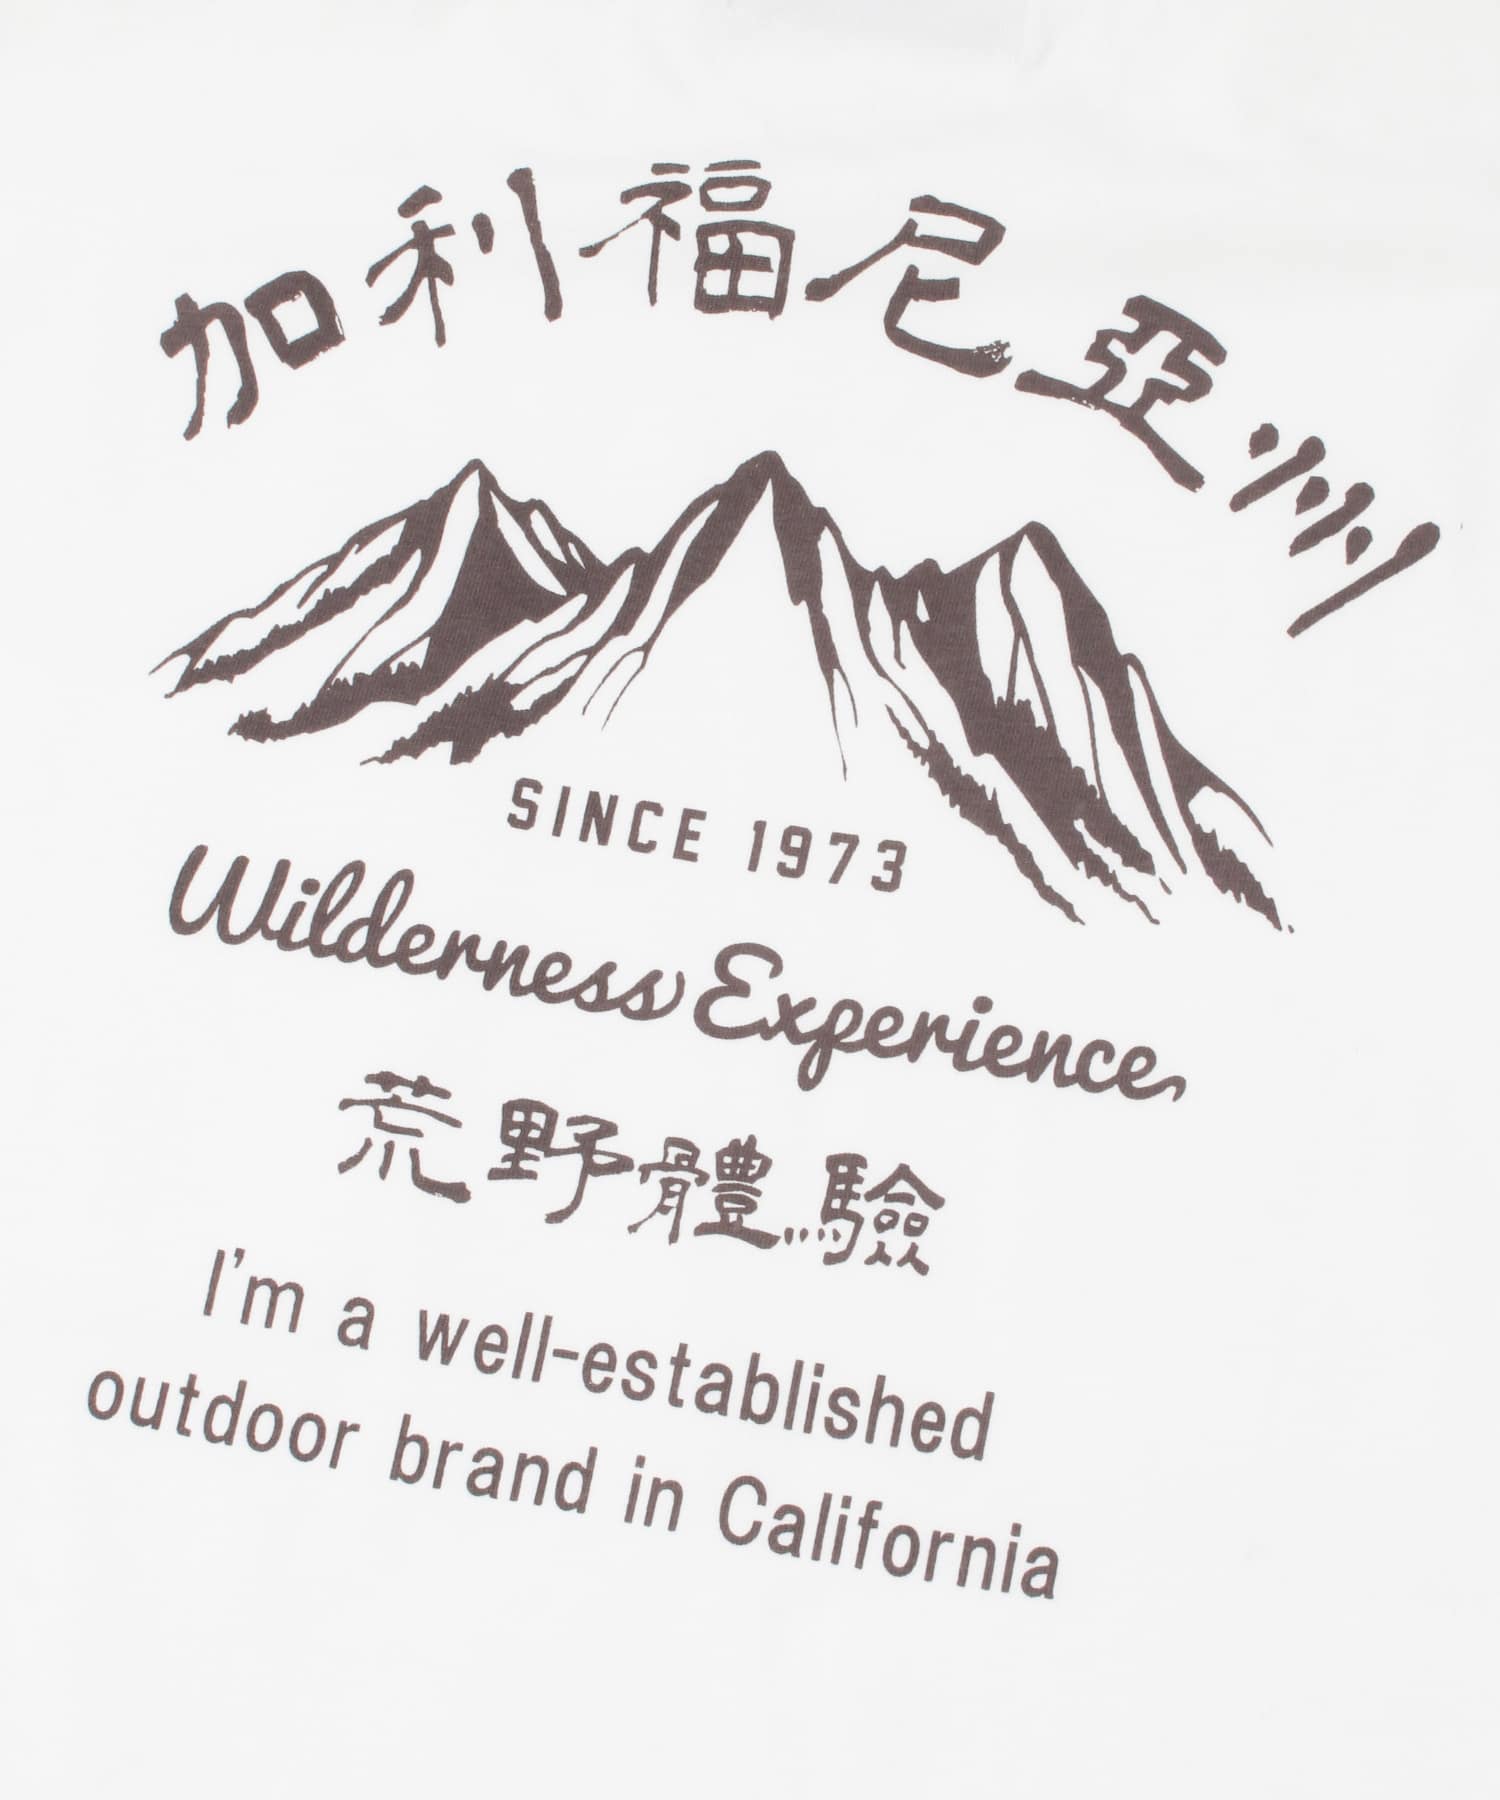 加利福尼亞州
SINCE 1973
Wilderness Experience
荒野體驗
I'm a well-established
outdoor brand in California